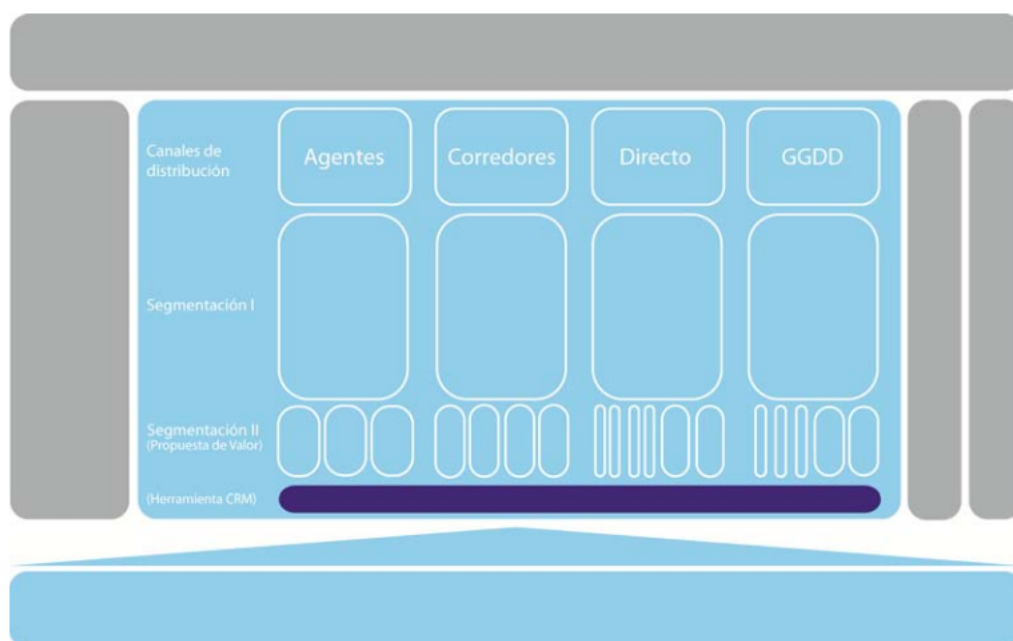 Canales de
distribución
Agentes
Corredores
Directo
GGDD
Segmentación I
Segmentación II
(Propuesta de Valor)
(Herramienta CRM)